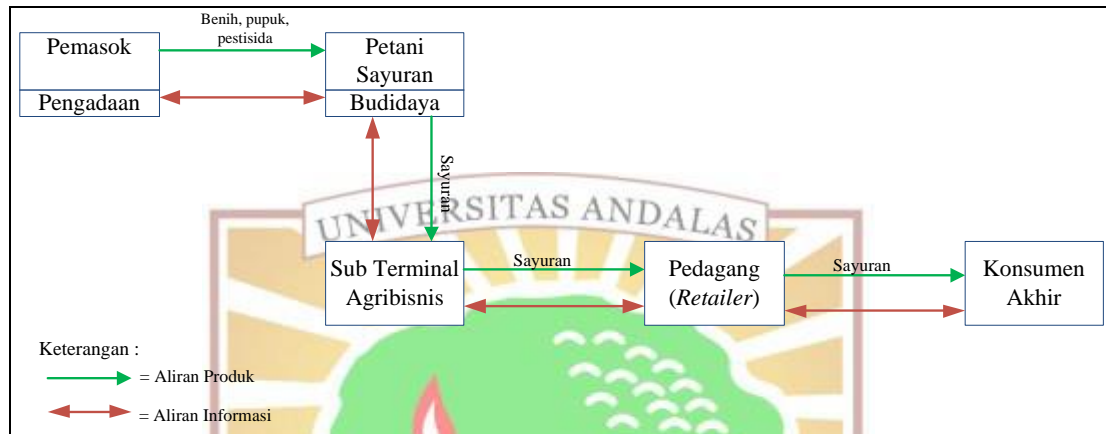 Benih, pupuk,
pestisida
Pemasok
Pengadaan
Petani
Sayuran
Budidaya
Sayuran
UNIVERSITAS ANDALAS
Sub Terminal
Agribisnis
Sayuran
Pedagang
(Retailer)
Sayuran
Konsumen
Akhir
Keterangan :
= Aliran Produk
= Aliran Informasi